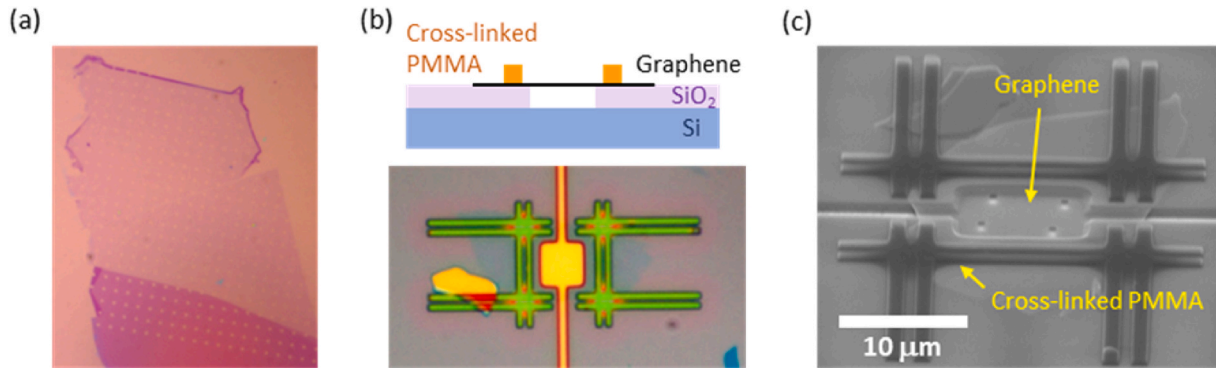 (a)
(b)
Cross-linked
PMMA
Graphene
SiO₂
Si
(c)
Graphene
Cross-linked PMMA
10 μm